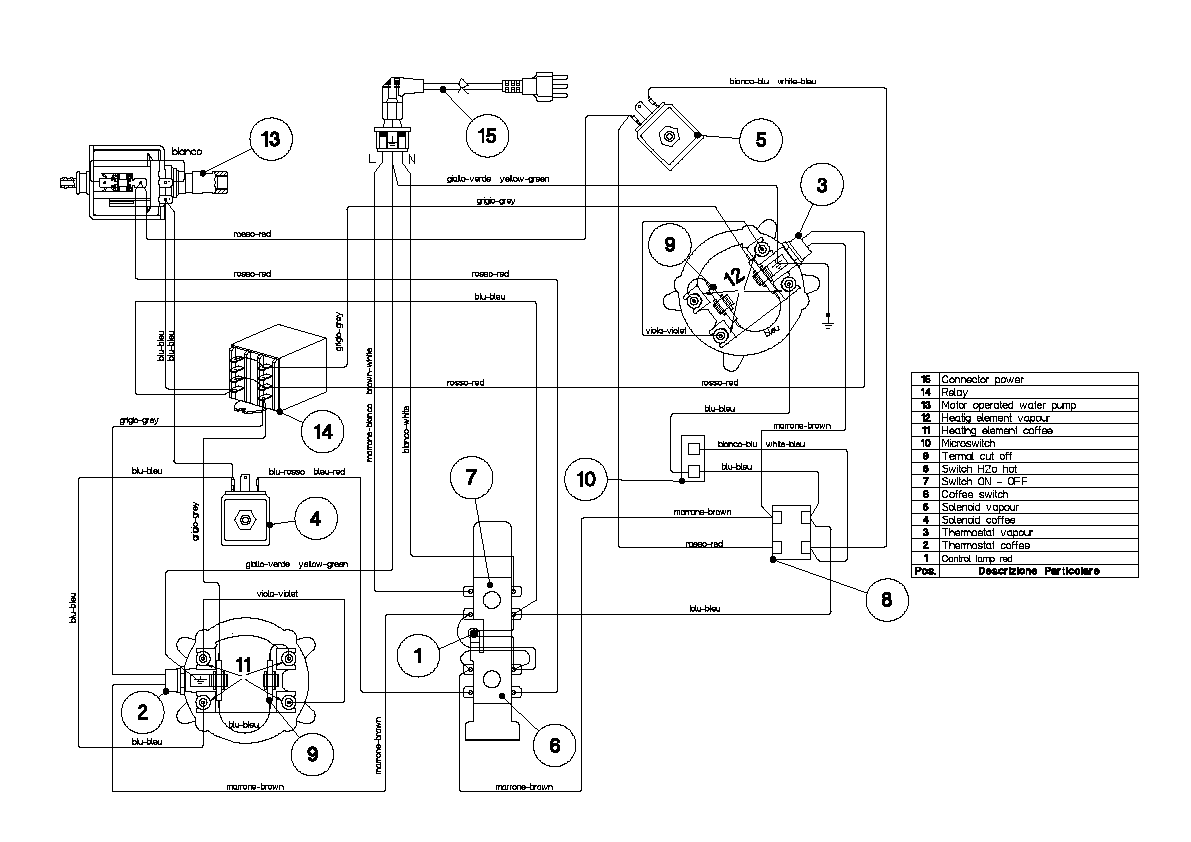 bianco-blu white-bleu
13
15
5
bianco
L
N
giallo-verde yellow-green
3
grigio-grey
rosso-red
9
12
rosso-red
rosso-red
blu-bleu
grigio-grey
viola-violet
bleu
blu-bleu
blu-bleu
marrone-bianco brown-white
rosso-red
rosso-red
bianco-white
blu-bleu
grigio-grey
14
marrone-brown
bianco-blu white-bleu
blu-bleu
blu-rosso bleu-red
blu-bleu
7
10
grigio-grey
4
marrone-brown
rosso-red
giallo-verde yellow-green
viola-violet
8
blu-bleu
blu-bleu
1
11
2
blu-bleu
blu-bleu
9
marrone-brown
6
marrone-brown
marrone-brown
15 Connector power
14 Relay
13 Motor operated water pump
12 Heatig element vapour
11 Heating element coffee
10 Microswitch
9 Termal cut off
8 Switch H2o hot
7 Switch ON - OFF
6 Coffee switch
5 Solenoid vapour
4 Solenoid coffee
3 Thermostat vapour
2 Thermostat coffee
1 Control lamp red
Pos. Descrizione Particolare